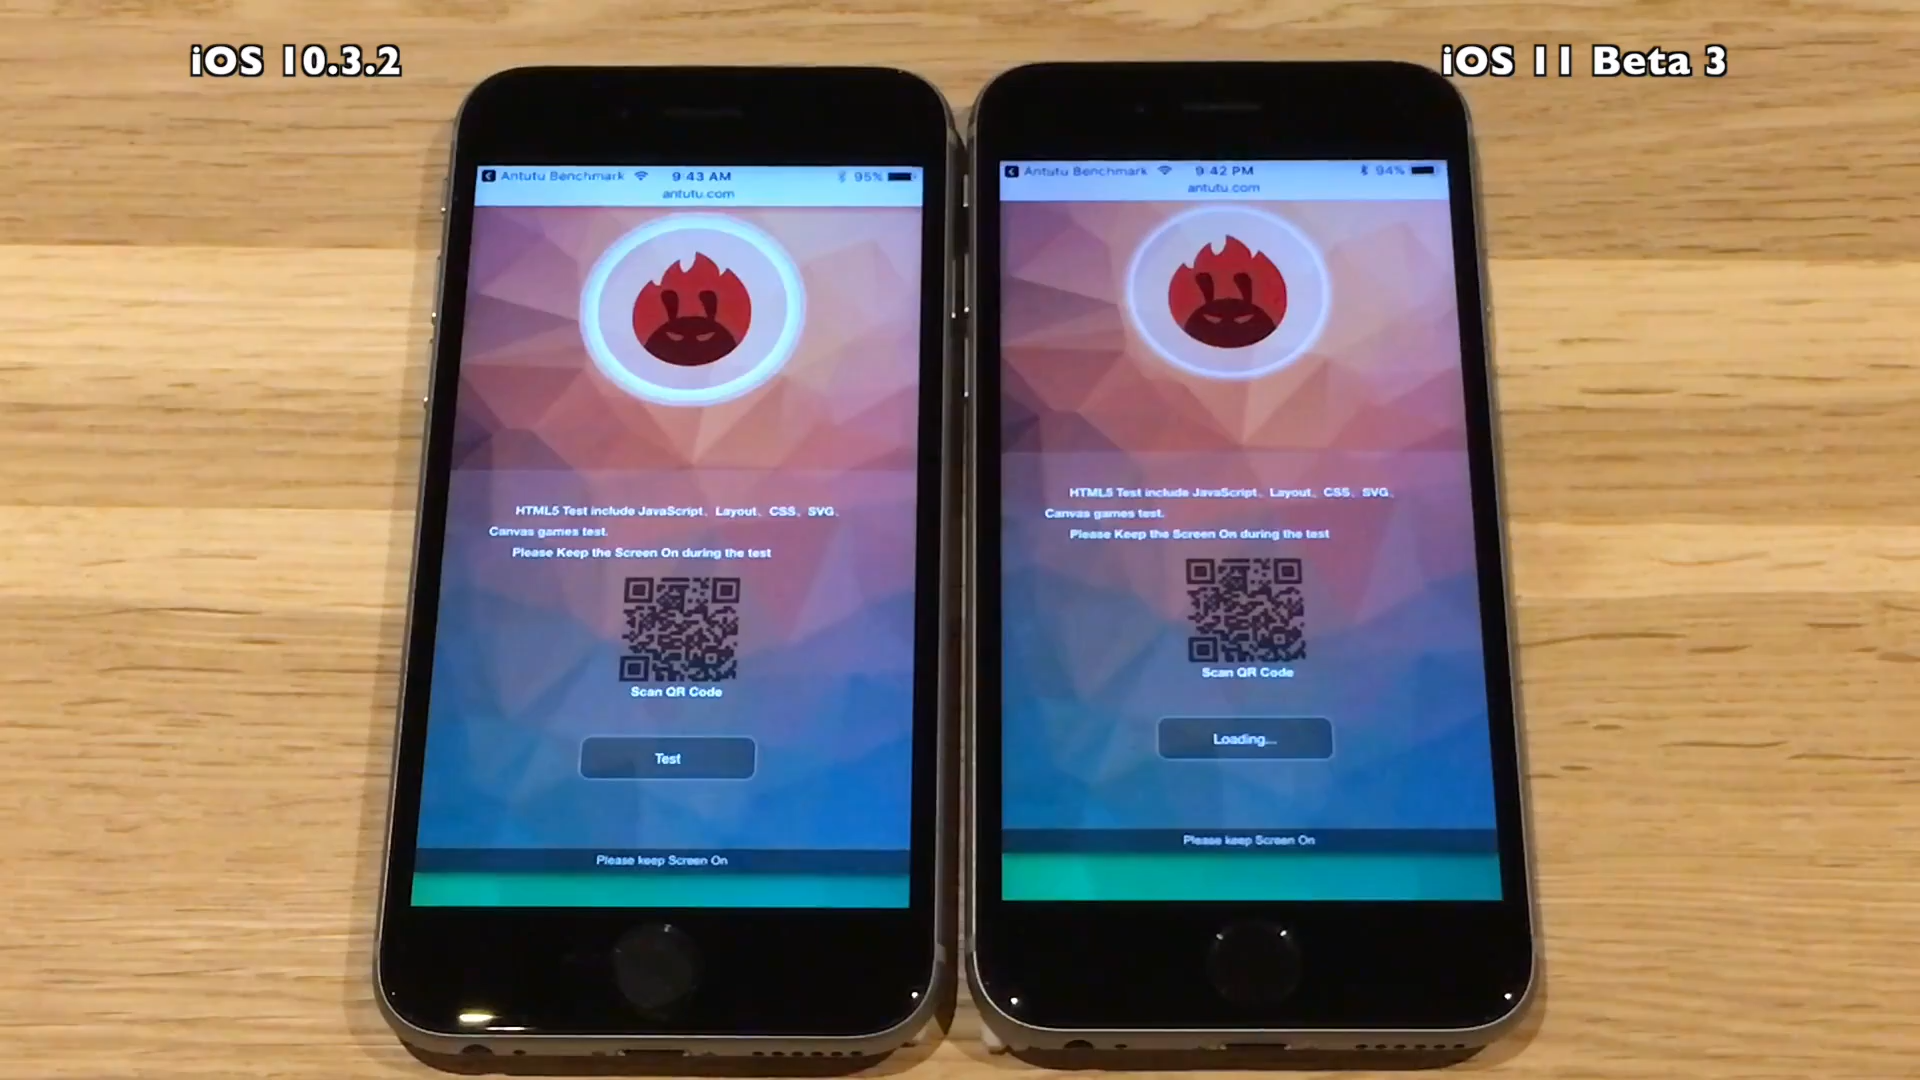 iOS 10.3.2
iOS 11 Beta 3
Antutu Benchmark 9:43 AM 95%
antutu.com
HTML5 Test include JavaScript、Layout、CSS、SVG、
Canvas games test.
Please Keep the Screen On during the test
Scan QR Code
Test
Please keep Screen On
Antutu Benchmark 9:42 PM 94%
antutu.com
HTML5 Test include JavaScript、Layout、CSS、SVG、
Canvas games test.
Please Keep the Screen On during the test
Scan QR Code
Loading...
Please keep Screen On